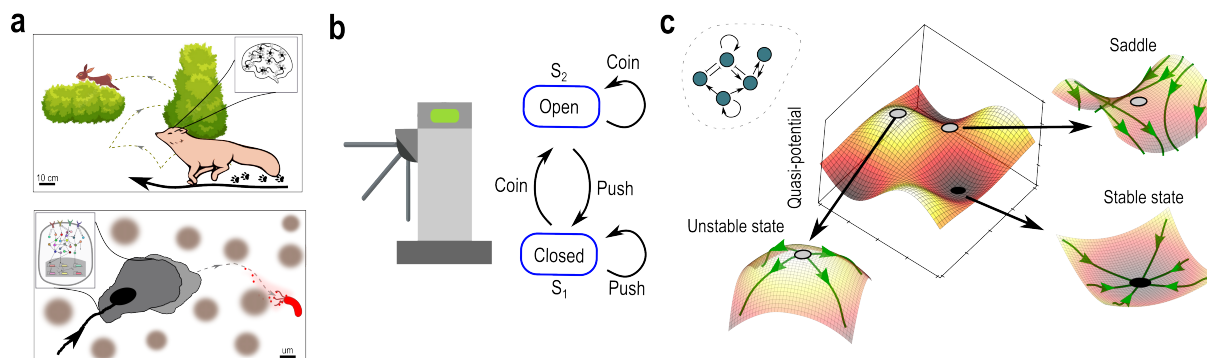 a
10 cm
um
b
S2
Open
Coin
Coin
Push
Closed
S1
Push
c
Quasi-potential
Saddle
Unstable state
Stable state